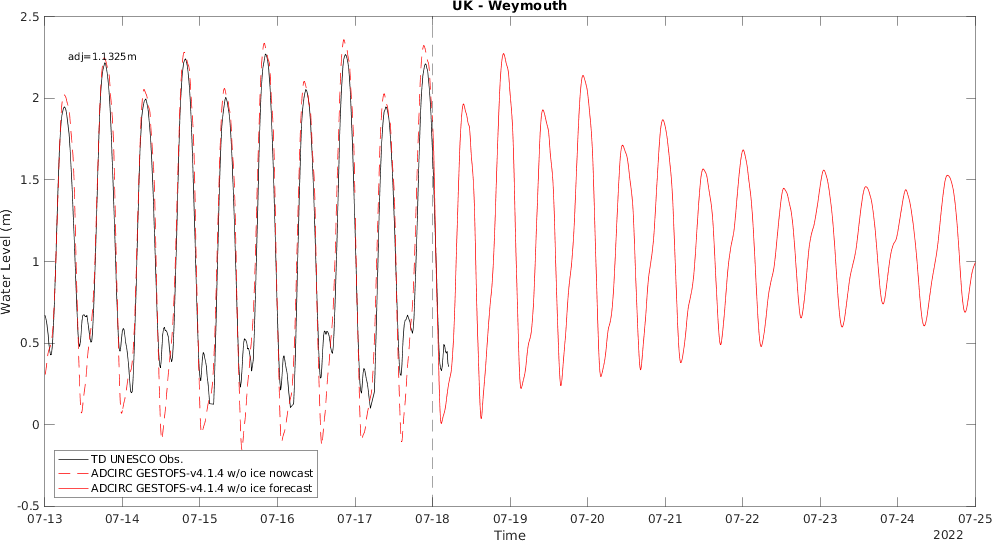 UK - Weymouth
2.5
adj=1.1325m
2
1.5
1
0.5
0
-0.5
Water Level (m)
TD UNESCO Obs.
ADCIRC GESTOFS-v4.1.4 w/o ice nowcast
ADCIRC GESTOFS-v4.1.4 w/o ice forecast
07-13 07-14 07-15 07-16 07-17 07-18 07-19 07-20 07-21 07-22 07-23 07-24 07-25
Time
2022